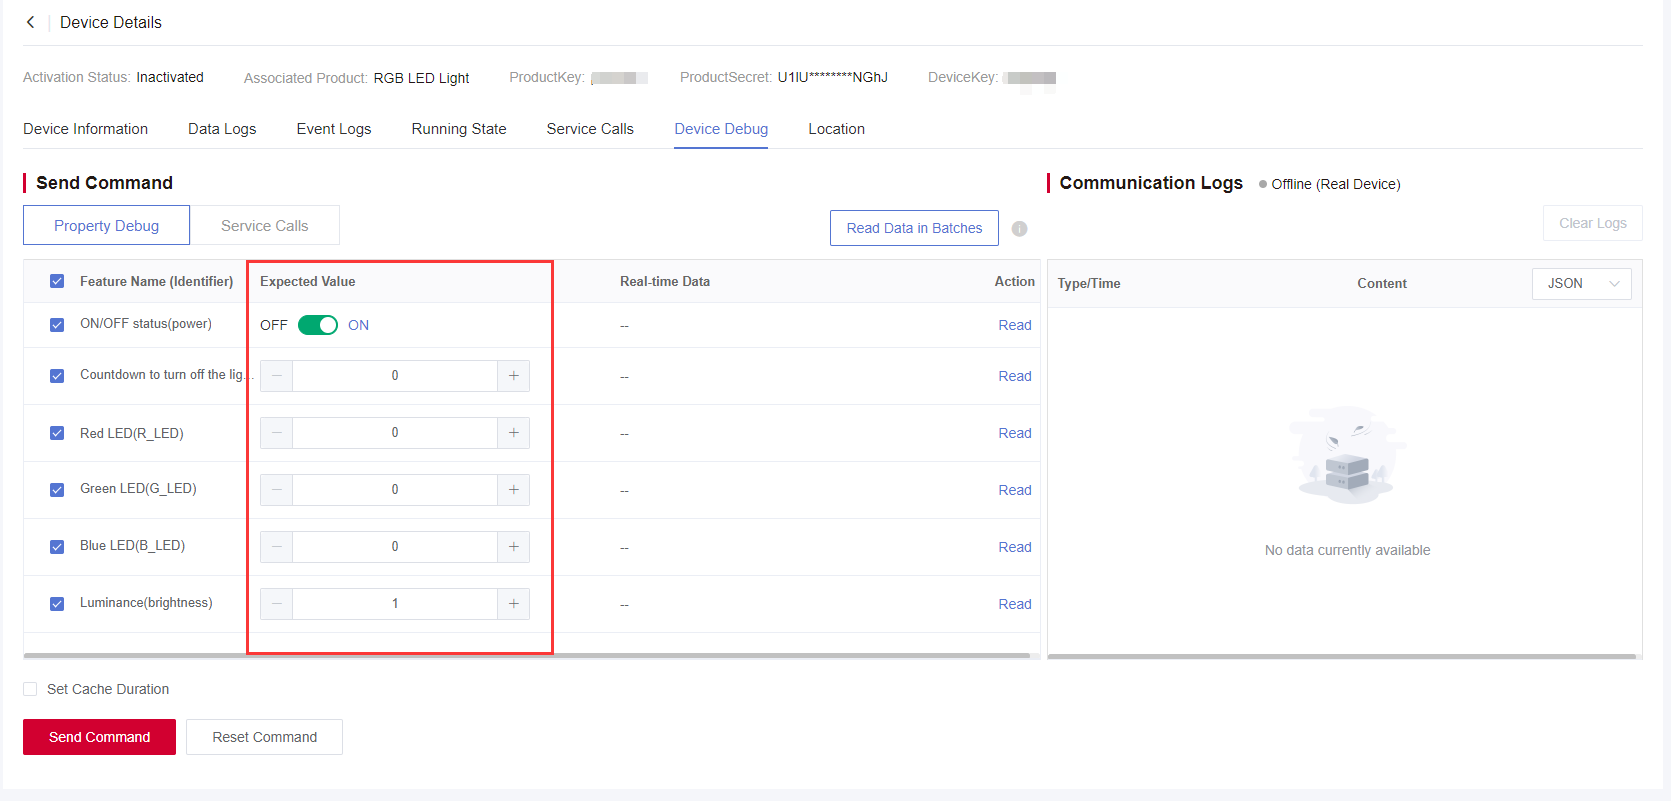 Device Details
Activation Status: Inactivated Associated Product: RGB LED Light ProductKey: ProductSecret: U1IU********NGhJ DeviceKey:
Device Information Data Logs Event Logs Running State Service Calls Device Debug Location
Send Command
Property Debug Service Calls Read Data in Batches
Feature Name (Identifier) Expected Value Real-time Data Action
ON/OFF status(power) OFF ON -- Read
Countdown to turn off the lig... 0 -- Read
Red LED(R_LED) 0 -- Read
Green LED(G_LED) 0 -- Read
Blue LED(B_LED) 0 -- Read
Luminance(brightness) 1 -- Read
Set Cache Duration
Send Command Reset Command
Communication Logs Offline (Real Device)
Clear Logs
Type/Time Content JSON
No data currently available